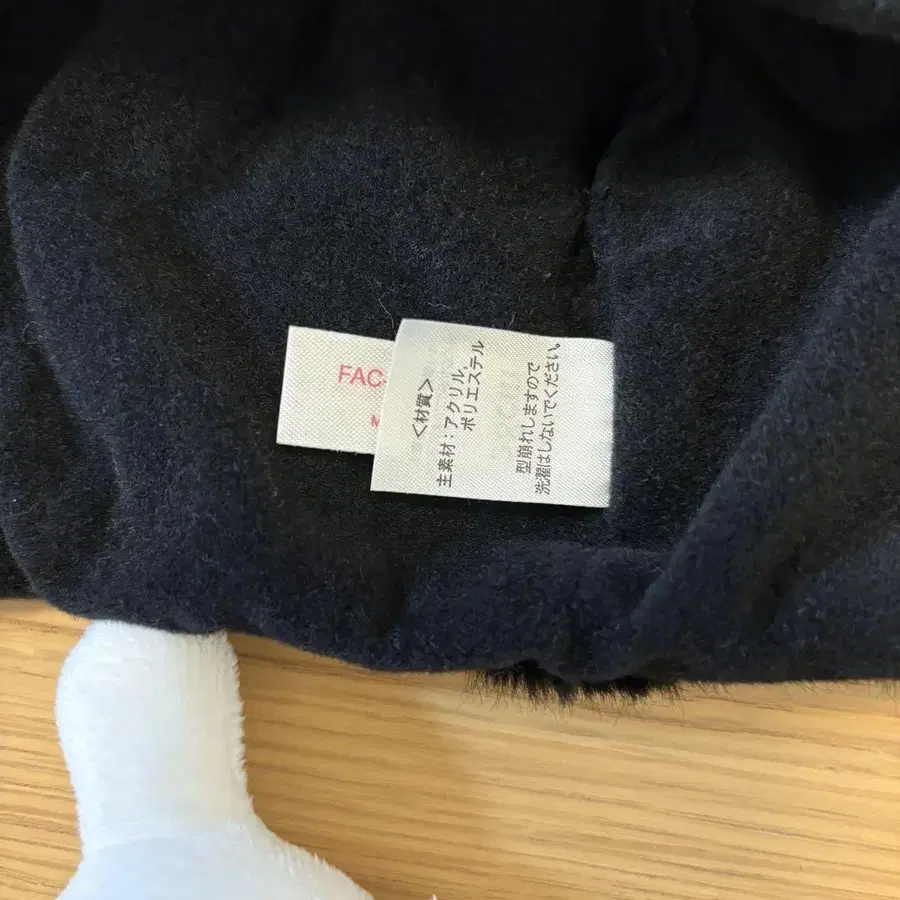 FAC-
M
<材質>
主素材：アクリル、
ポリエステル
型崩れしますので
洗濯はしないでください。